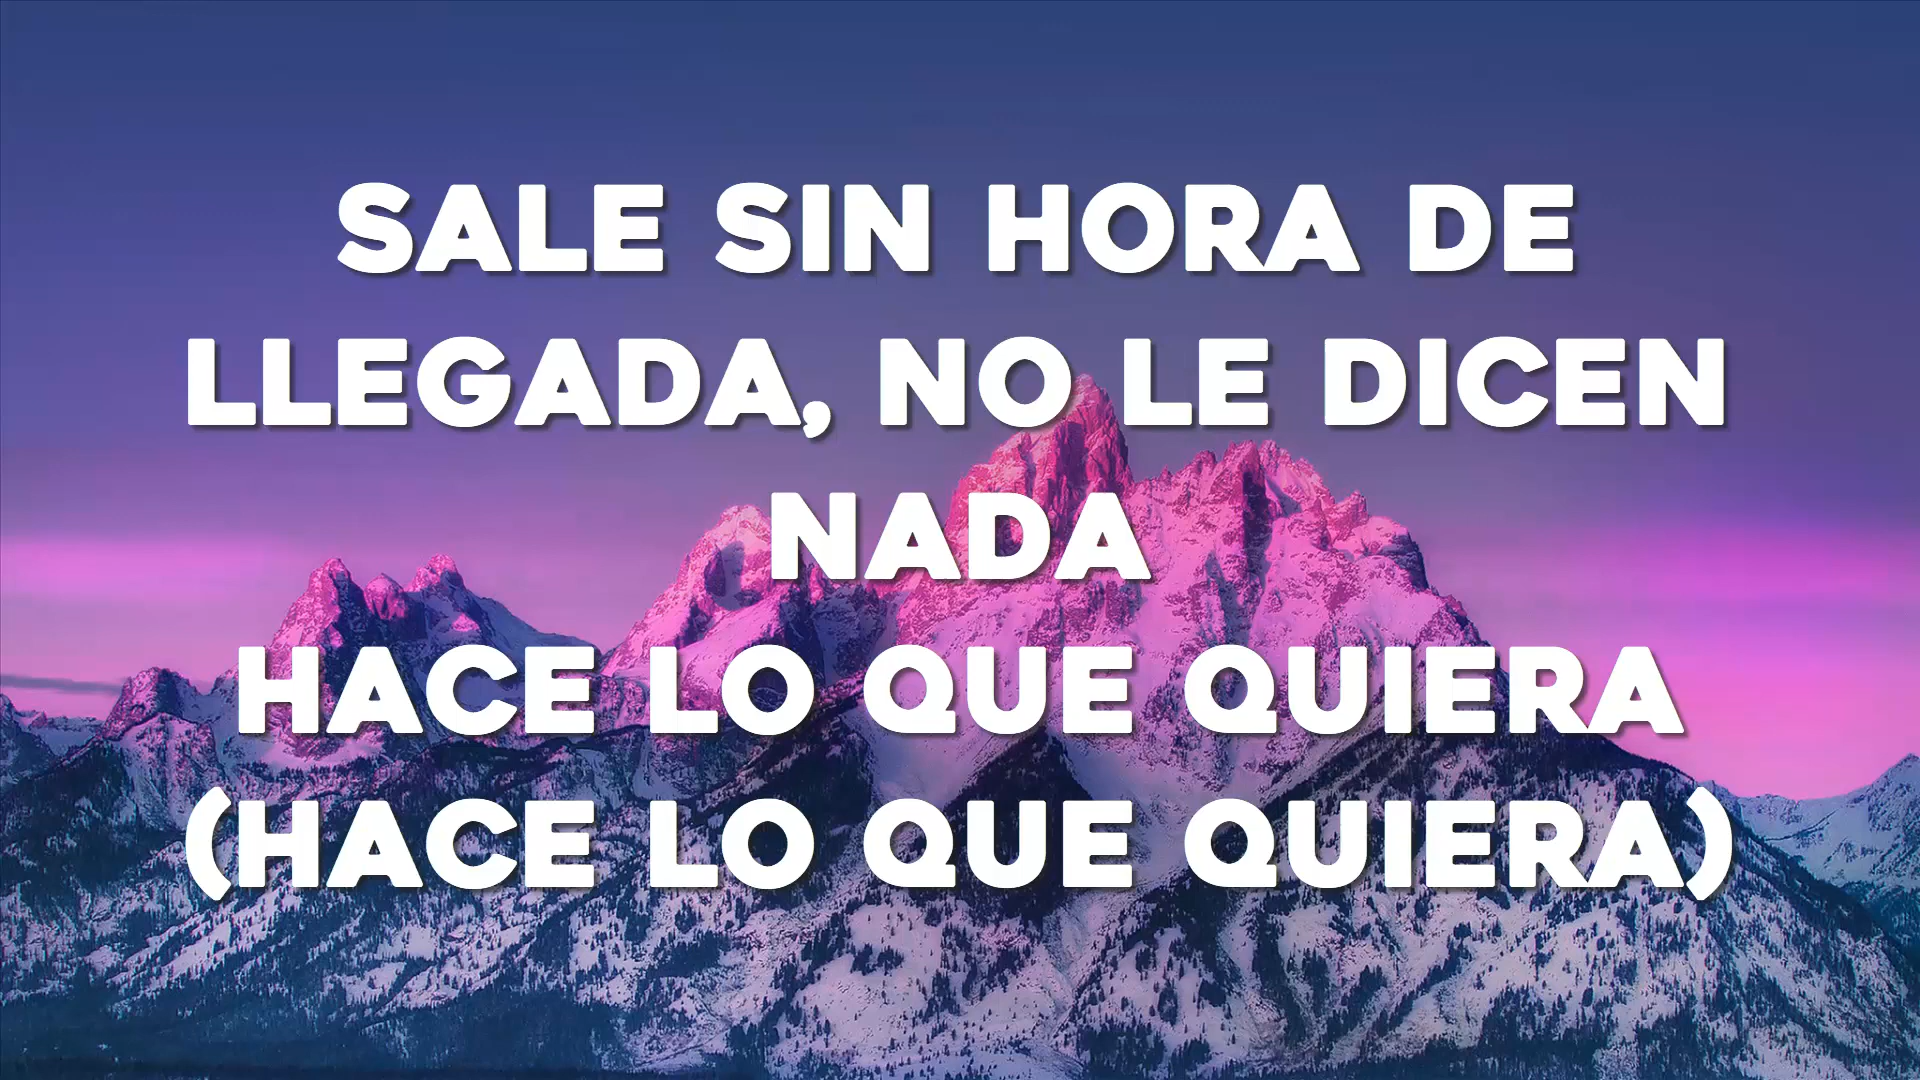 SALE SIN HORA DE
LLEGADA, NO LE DICEN
NADA
HACE LO QUE QUIERA
(HACE LO QUE QUIERA)